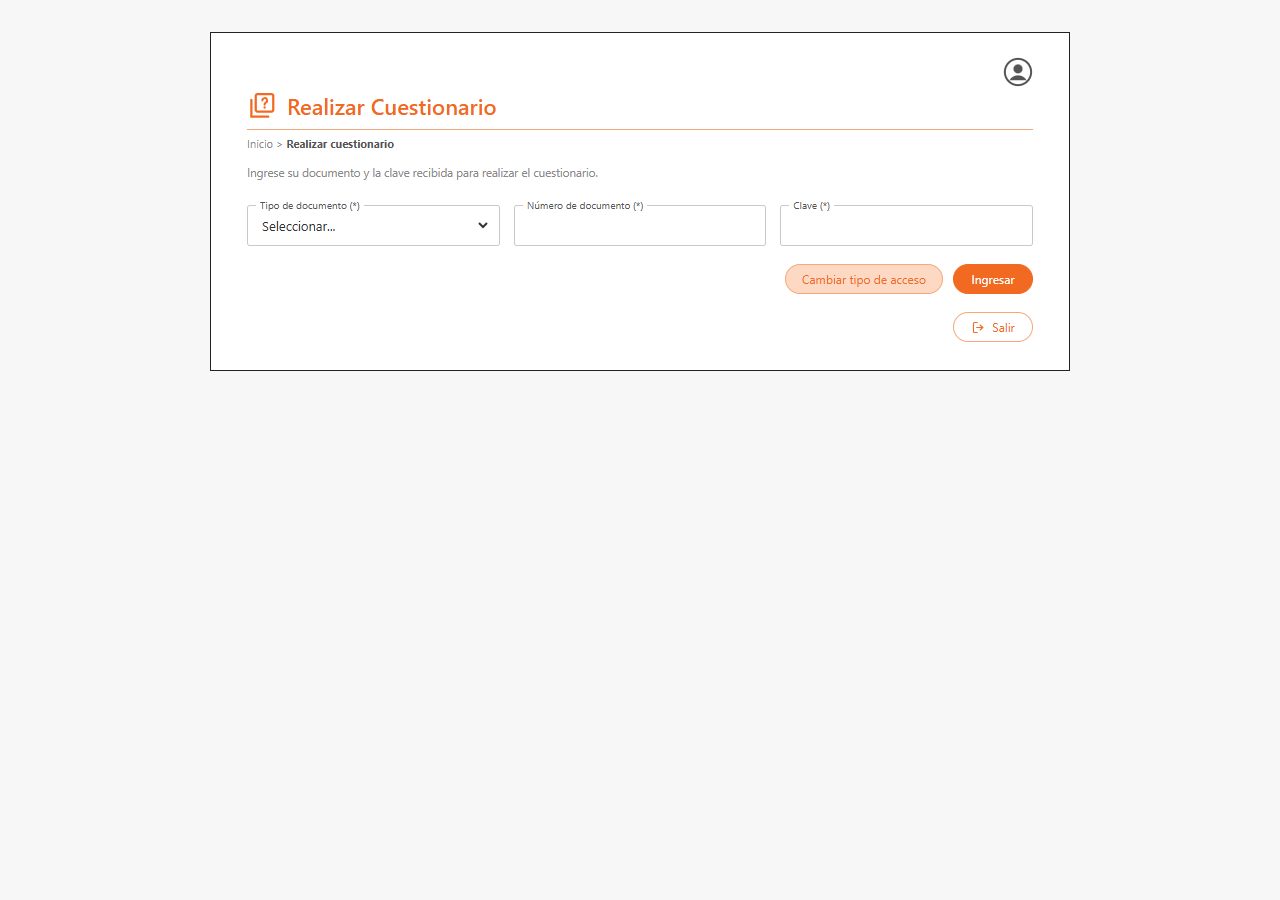 Realizar Cuestionario
Inicio > Realizar cuestionario
Ingrese su documento y la clave recibida para realizar el cuestionario.
Tipo de documento (*)
Seleccionar...
Número de documento (*)
Clave (*)
Cambiar tipo de acceso
Ingresar
Salir